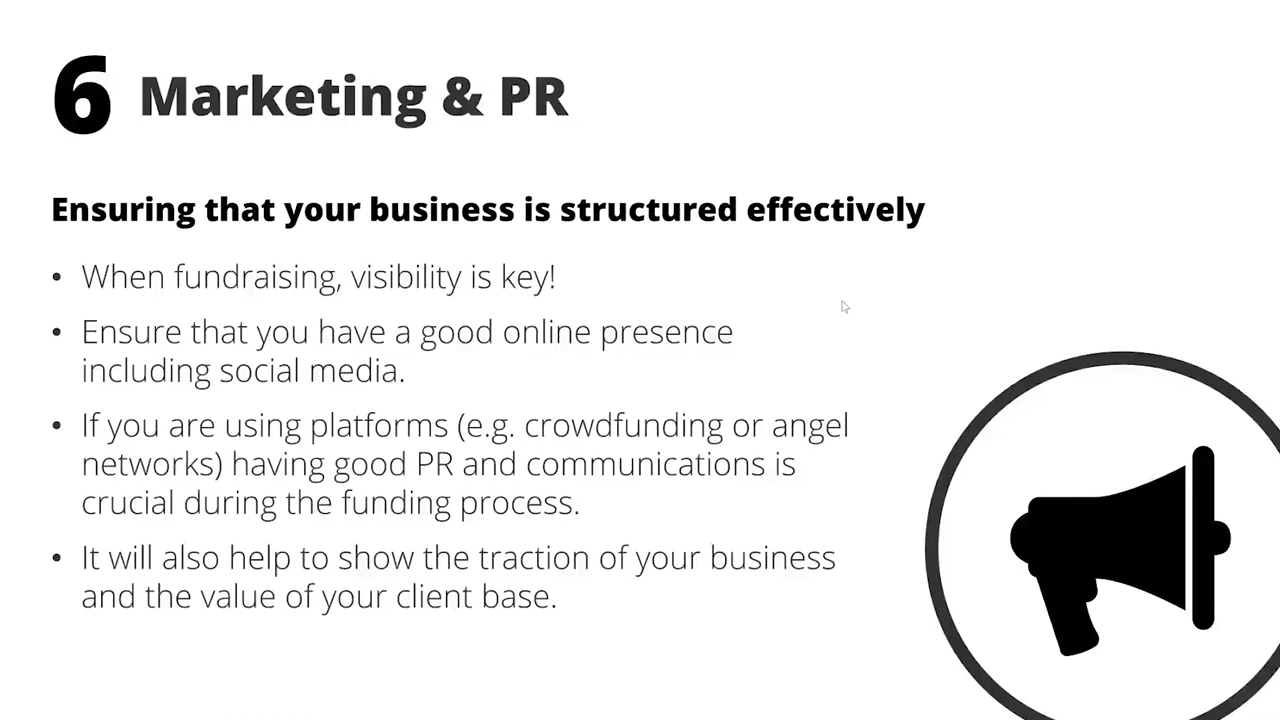 6 Marketing & PR
Ensuring that your business is structured effectively
• When fundraising, visibility is key!
• Ensure that you have a good online presence
including social media.
• If you are using platforms (e.g. crowdfunding or angel
networks) having good PR and communications is
crucial during the funding process.
• It will also help to show the traction of your business
and the value of your client base.